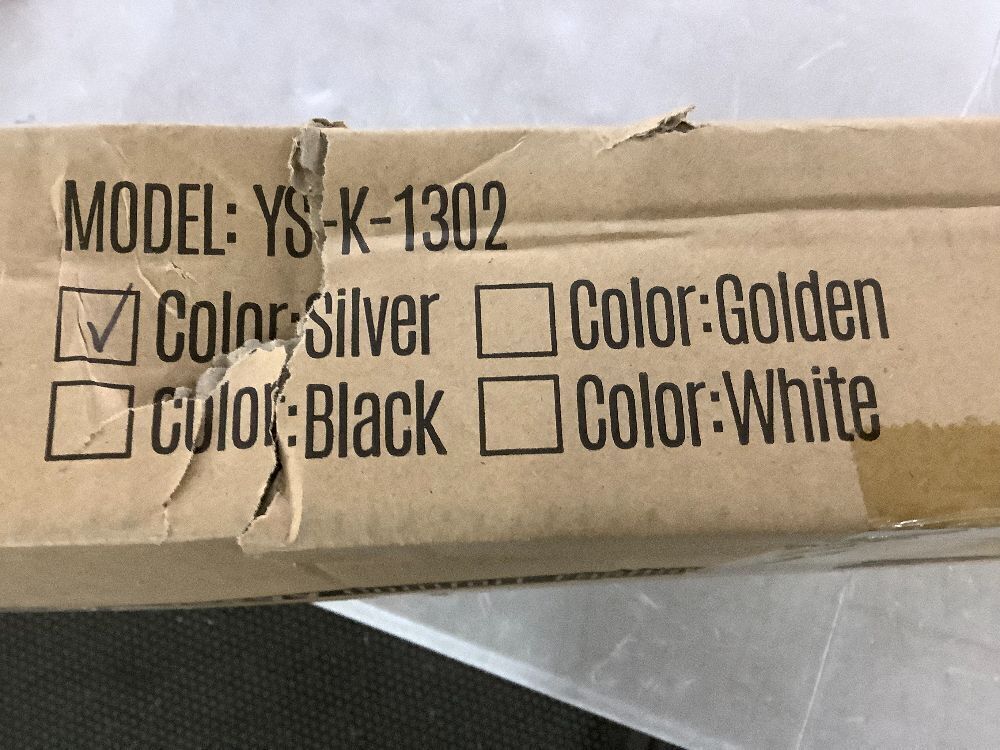 MODEL: YS-K-1302
Color:Silver Color:Golden
Color:Black Color:White